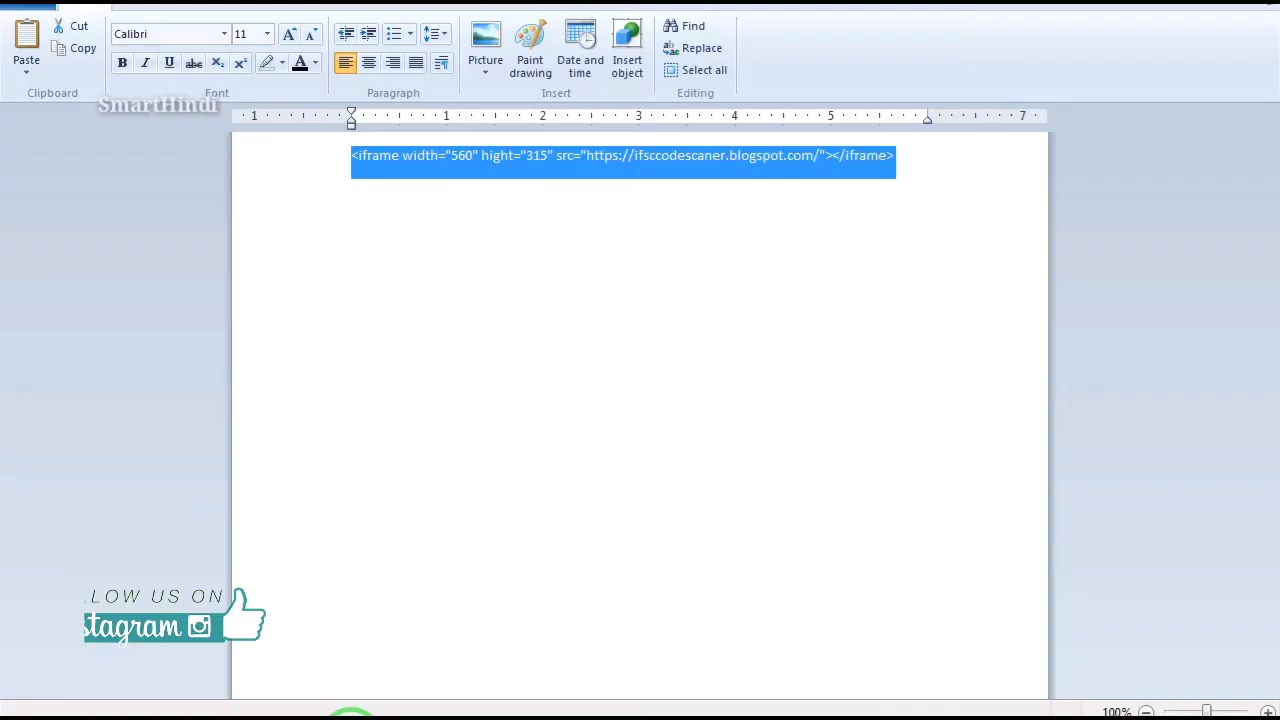 Cut
Calibri
11
Find
Copy
Replace
Paste
Picture
Paint drawing
Date and time
Insert object
Select all
Clipboard
Font
Paragraph
Insert
Editing
SmartHindi
1 1 2 3 4 5 7
<iframe width="560" hight="315" src="https://ifsccodescaner.blogspot.com/"></iframe>
LOW US ON
stagram
100%